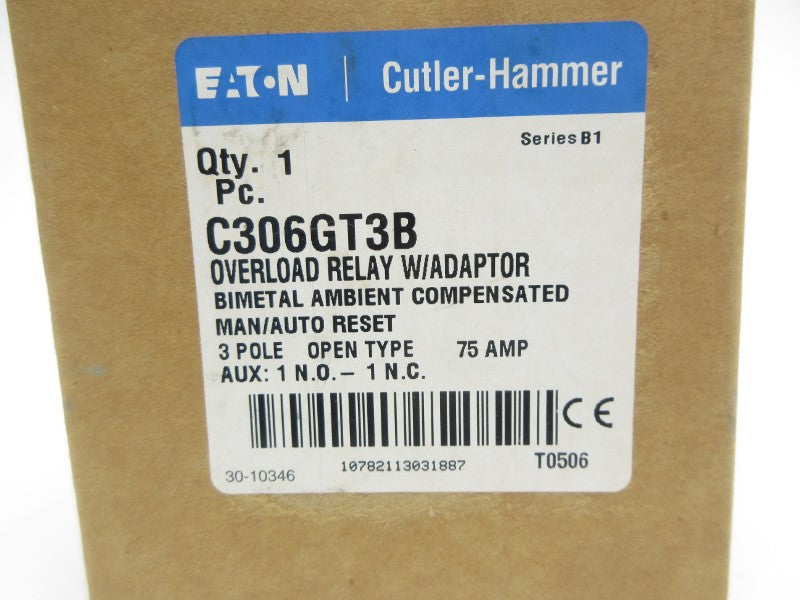 EATON | Cutler-Hammer
Series B1
Qty. 1
Pc.
C306GT3B
OVERLOAD RELAY W/ADAPTOR
BIMETAL AMBIENT COMPENSATED
MAN/AUTO RESET
3 POLE OPEN TYPE 75 AMP
AUX: 1 N.O. – 1 N.C.
CE
30-10346 10782113031887 T0506